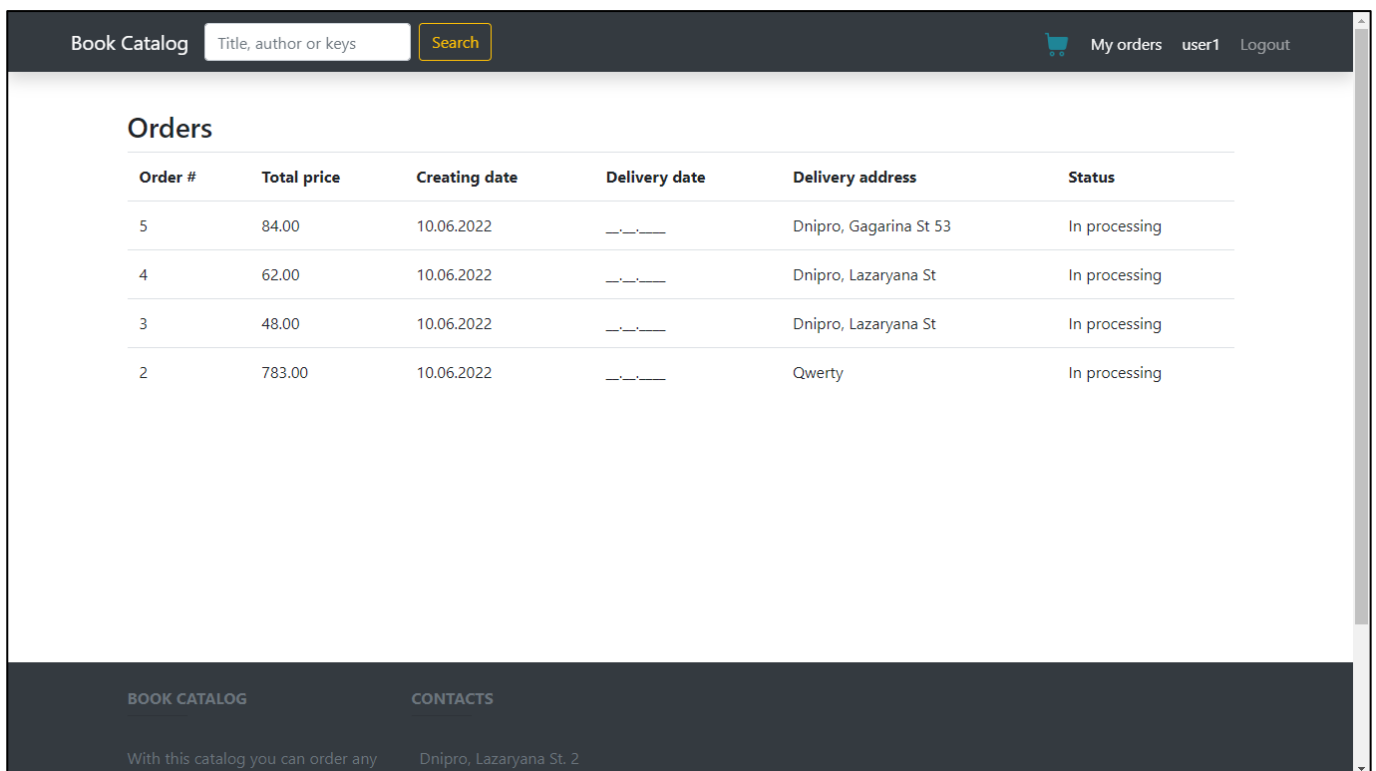 Book Catalog Title, author or keys Search My orders user1 Logout
Orders
Order # Total price Creating date Delivery date Delivery address Status
5 84.00 10.06.2022 __.__.____ Dnipro, Gagarina St 53 In processing
4 62.00 10.06.2022 __.__.____ Dnipro, Lazaryana St In processing
3 48.00 10.06.2022 __.__.____ Dnipro, Lazaryana St In processing
2 783.00 10.06.2022 __.__.____ Qwerty In processing
BOOK CATALOG CONTACTS
With this catalog you can order any Dnipro, Lazaryana St. 2